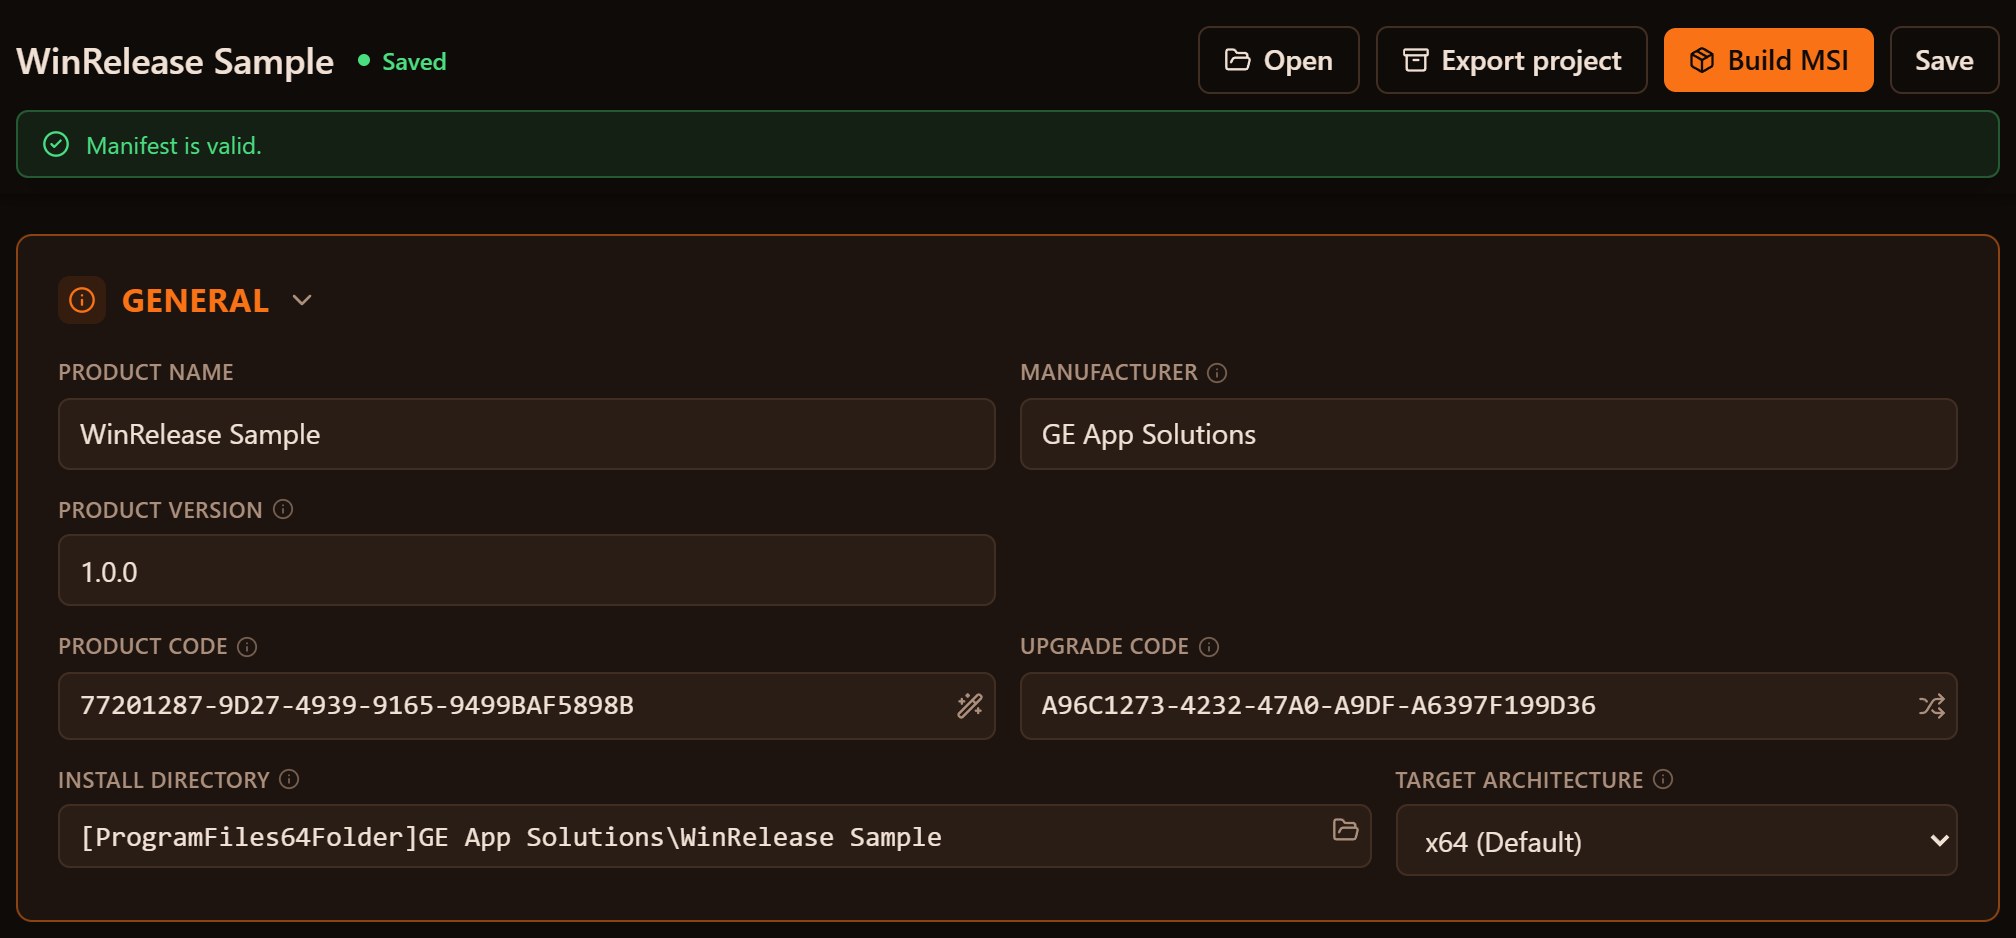 WinRelease Sample
Saved
Open
Export project
Build MSI
Save
Manifest is valid.
GENERAL
PRODUCT NAME
MANUFACTURER
WinRelease Sample
GE App Solutions
PRODUCT VERSION
1.0.0
PRODUCT CODE
UPGRADE CODE
77201287-9D27-4939-9165-9499BAF5898B
A96C1273-4232-47A0-A9DF-A6397F199D36
INSTALL DIRECTORY
TARGET ARCHITECTURE
[ProgramFiles64Folder]GE App Solutions\WinRelease Sample
x64 (Default)